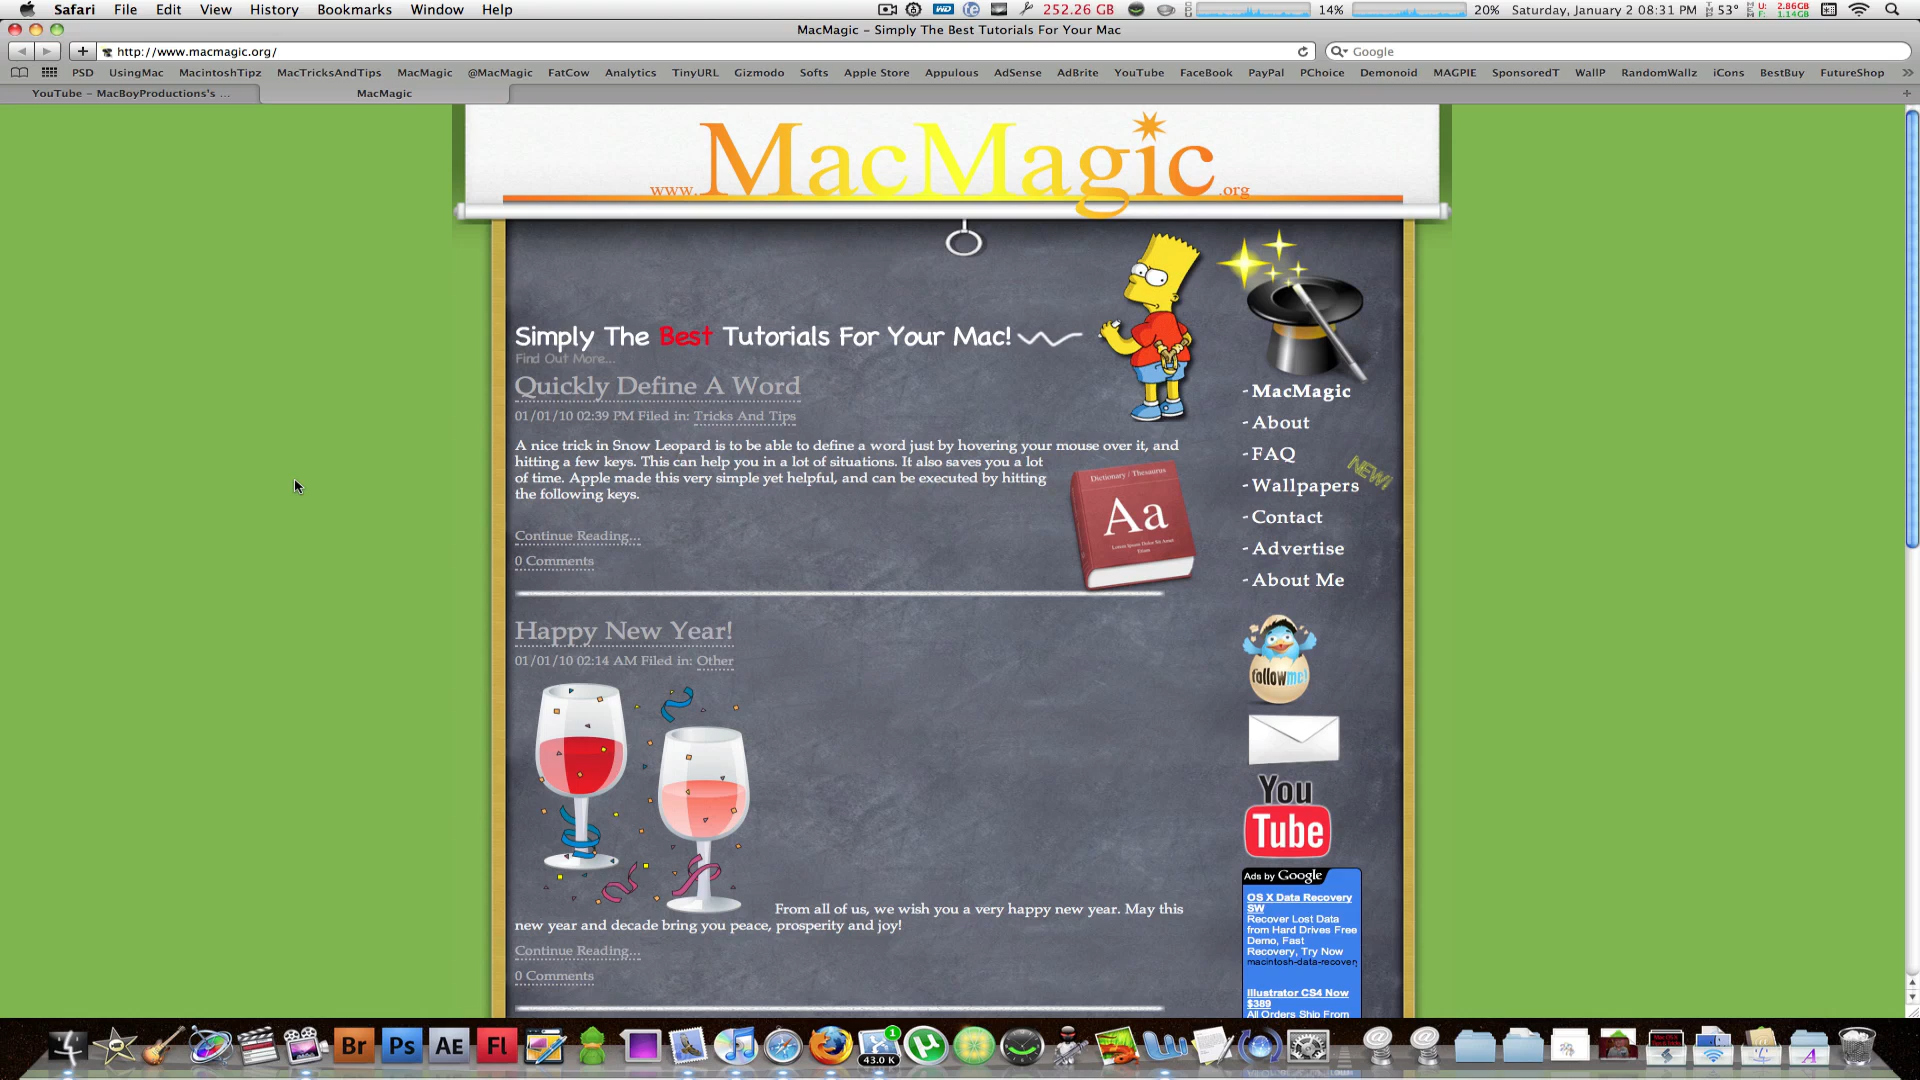 Safari File Edit View History Bookmarks Window Help
252.26 GB 14% 20% Saturday, January 2 08:31 PM 53° U: 2.86GB F: 1.14GB
MacMagic – Simply The Best Tutorials For Your Mac
http://www.macmagic.org/
Google
PSD UsingMac MacintoshTipz MacTricksAndTips MacMagic @MacMagic FatCow Analytics TinyURL Gizmodo Softs Apple Store Appulous AdSense AdBrite YouTube FaceBook PayPal PChoice Demonoid MAGPIE SponsoredT WallP RandomWallz iCons BestBuy FutureShop
YouTube – MacBoyProductions's ...
MacMagic
www.MacMagic.org
Simply The Best Tutorials For Your Mac!
Find Out More...
Quickly Define A Word
01/01/10 02:39 PM Filed in: Tricks And Tips
A nice trick in Snow Leopard is to be able to define a word just by hovering your mouse over it, and
hitting a few keys. This can help you in a lot of situations. It also saves you a lot
of time. Apple made this very simple yet helpful, and can be executed by hitting
the following keys.
Dictionary / Thesaurus
Aa
Continue Reading...
0 Comments
Happy New Year!
01/01/10 02:14 AM Filed in: Other
From all of us, we wish you a very happy new year. May this
new year and decade bring you peace, prosperity and joy!
Continue Reading...
0 Comments
- MacMagic
- About
- FAQ
- Wallpapers
NEW!
- Contact
- Advertise
- About Me
follow me!
You
Tube
Ads by Google
OS X Data Recovery
SW
Recover Lost Data
from Hard Drives Free
Demo, Fast
Recovery, Try Now
macintosh-data-recovery
Illustrator CS4 Now
$389
All Orders Ship From
Br Ps AE Fl
1
43.0 K